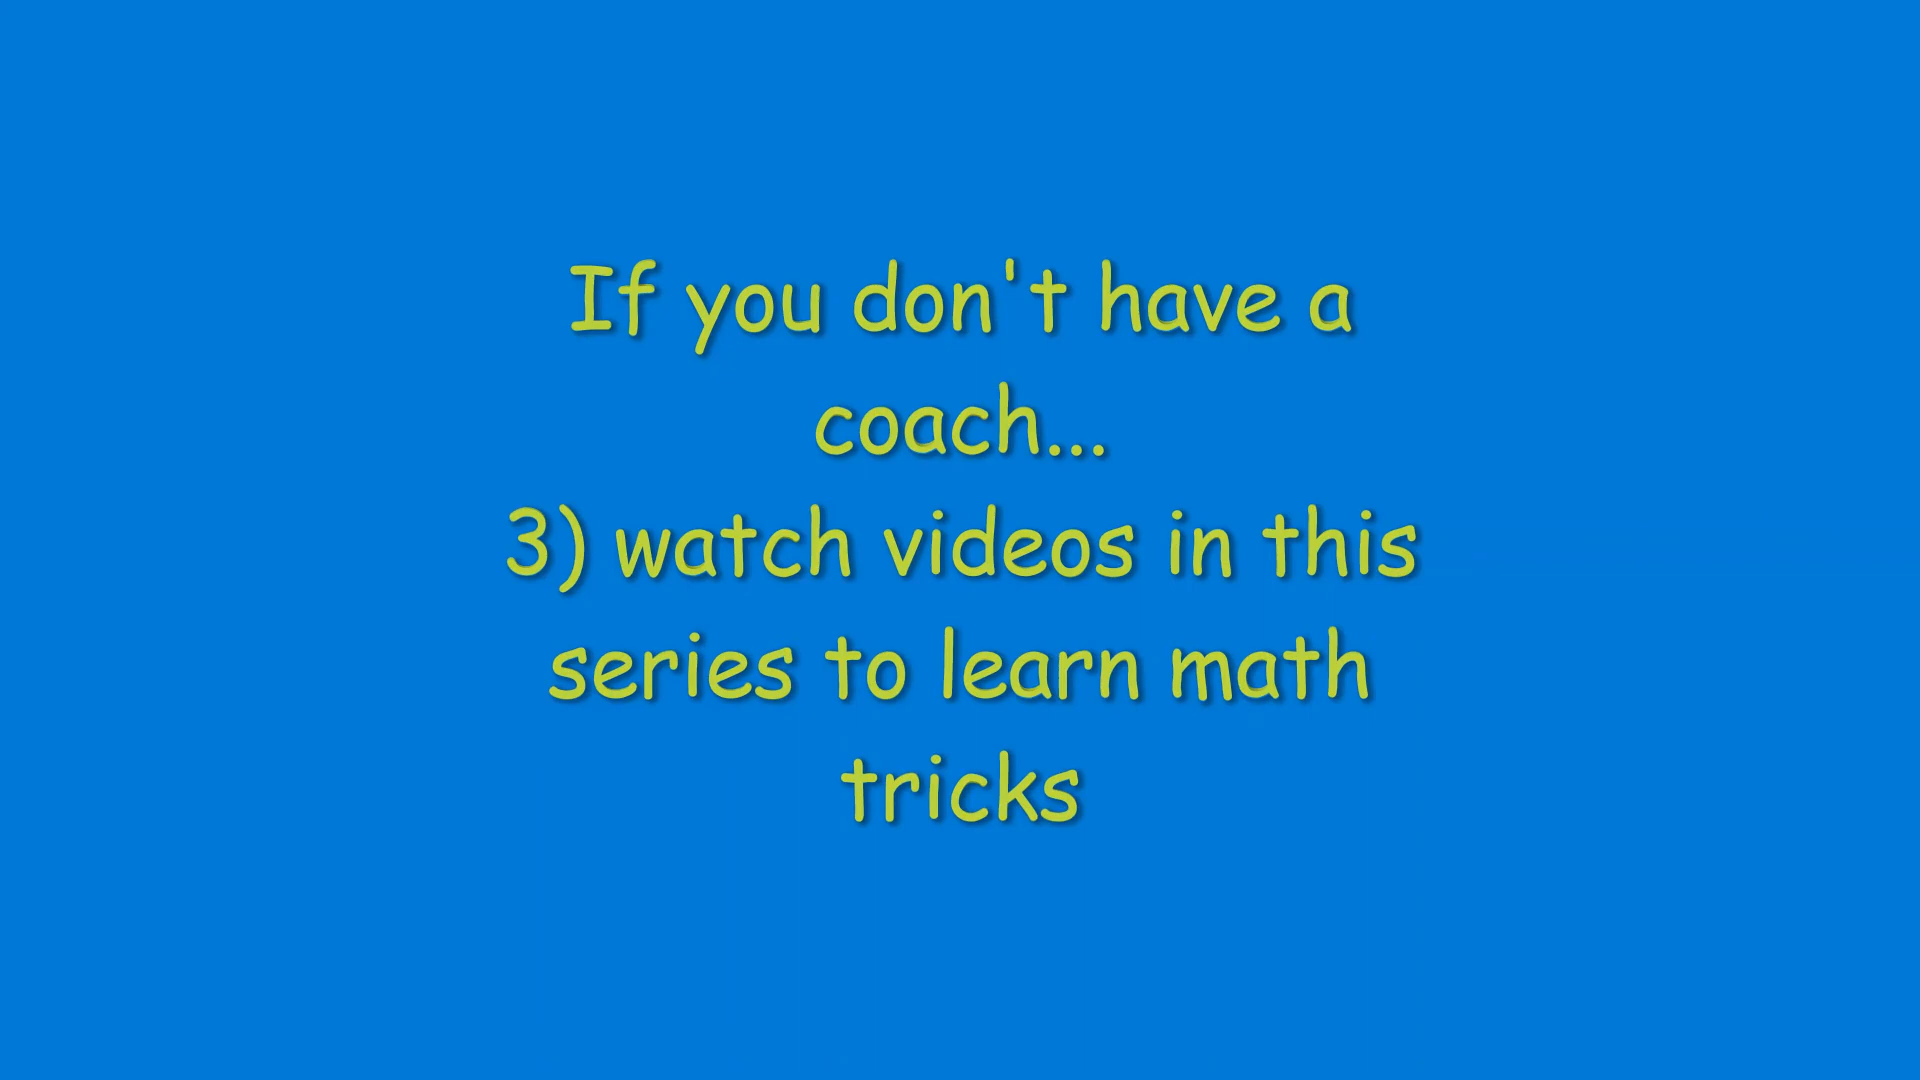 If you don't have a
coach...
3) watch videos in this
series to learn math
tricks